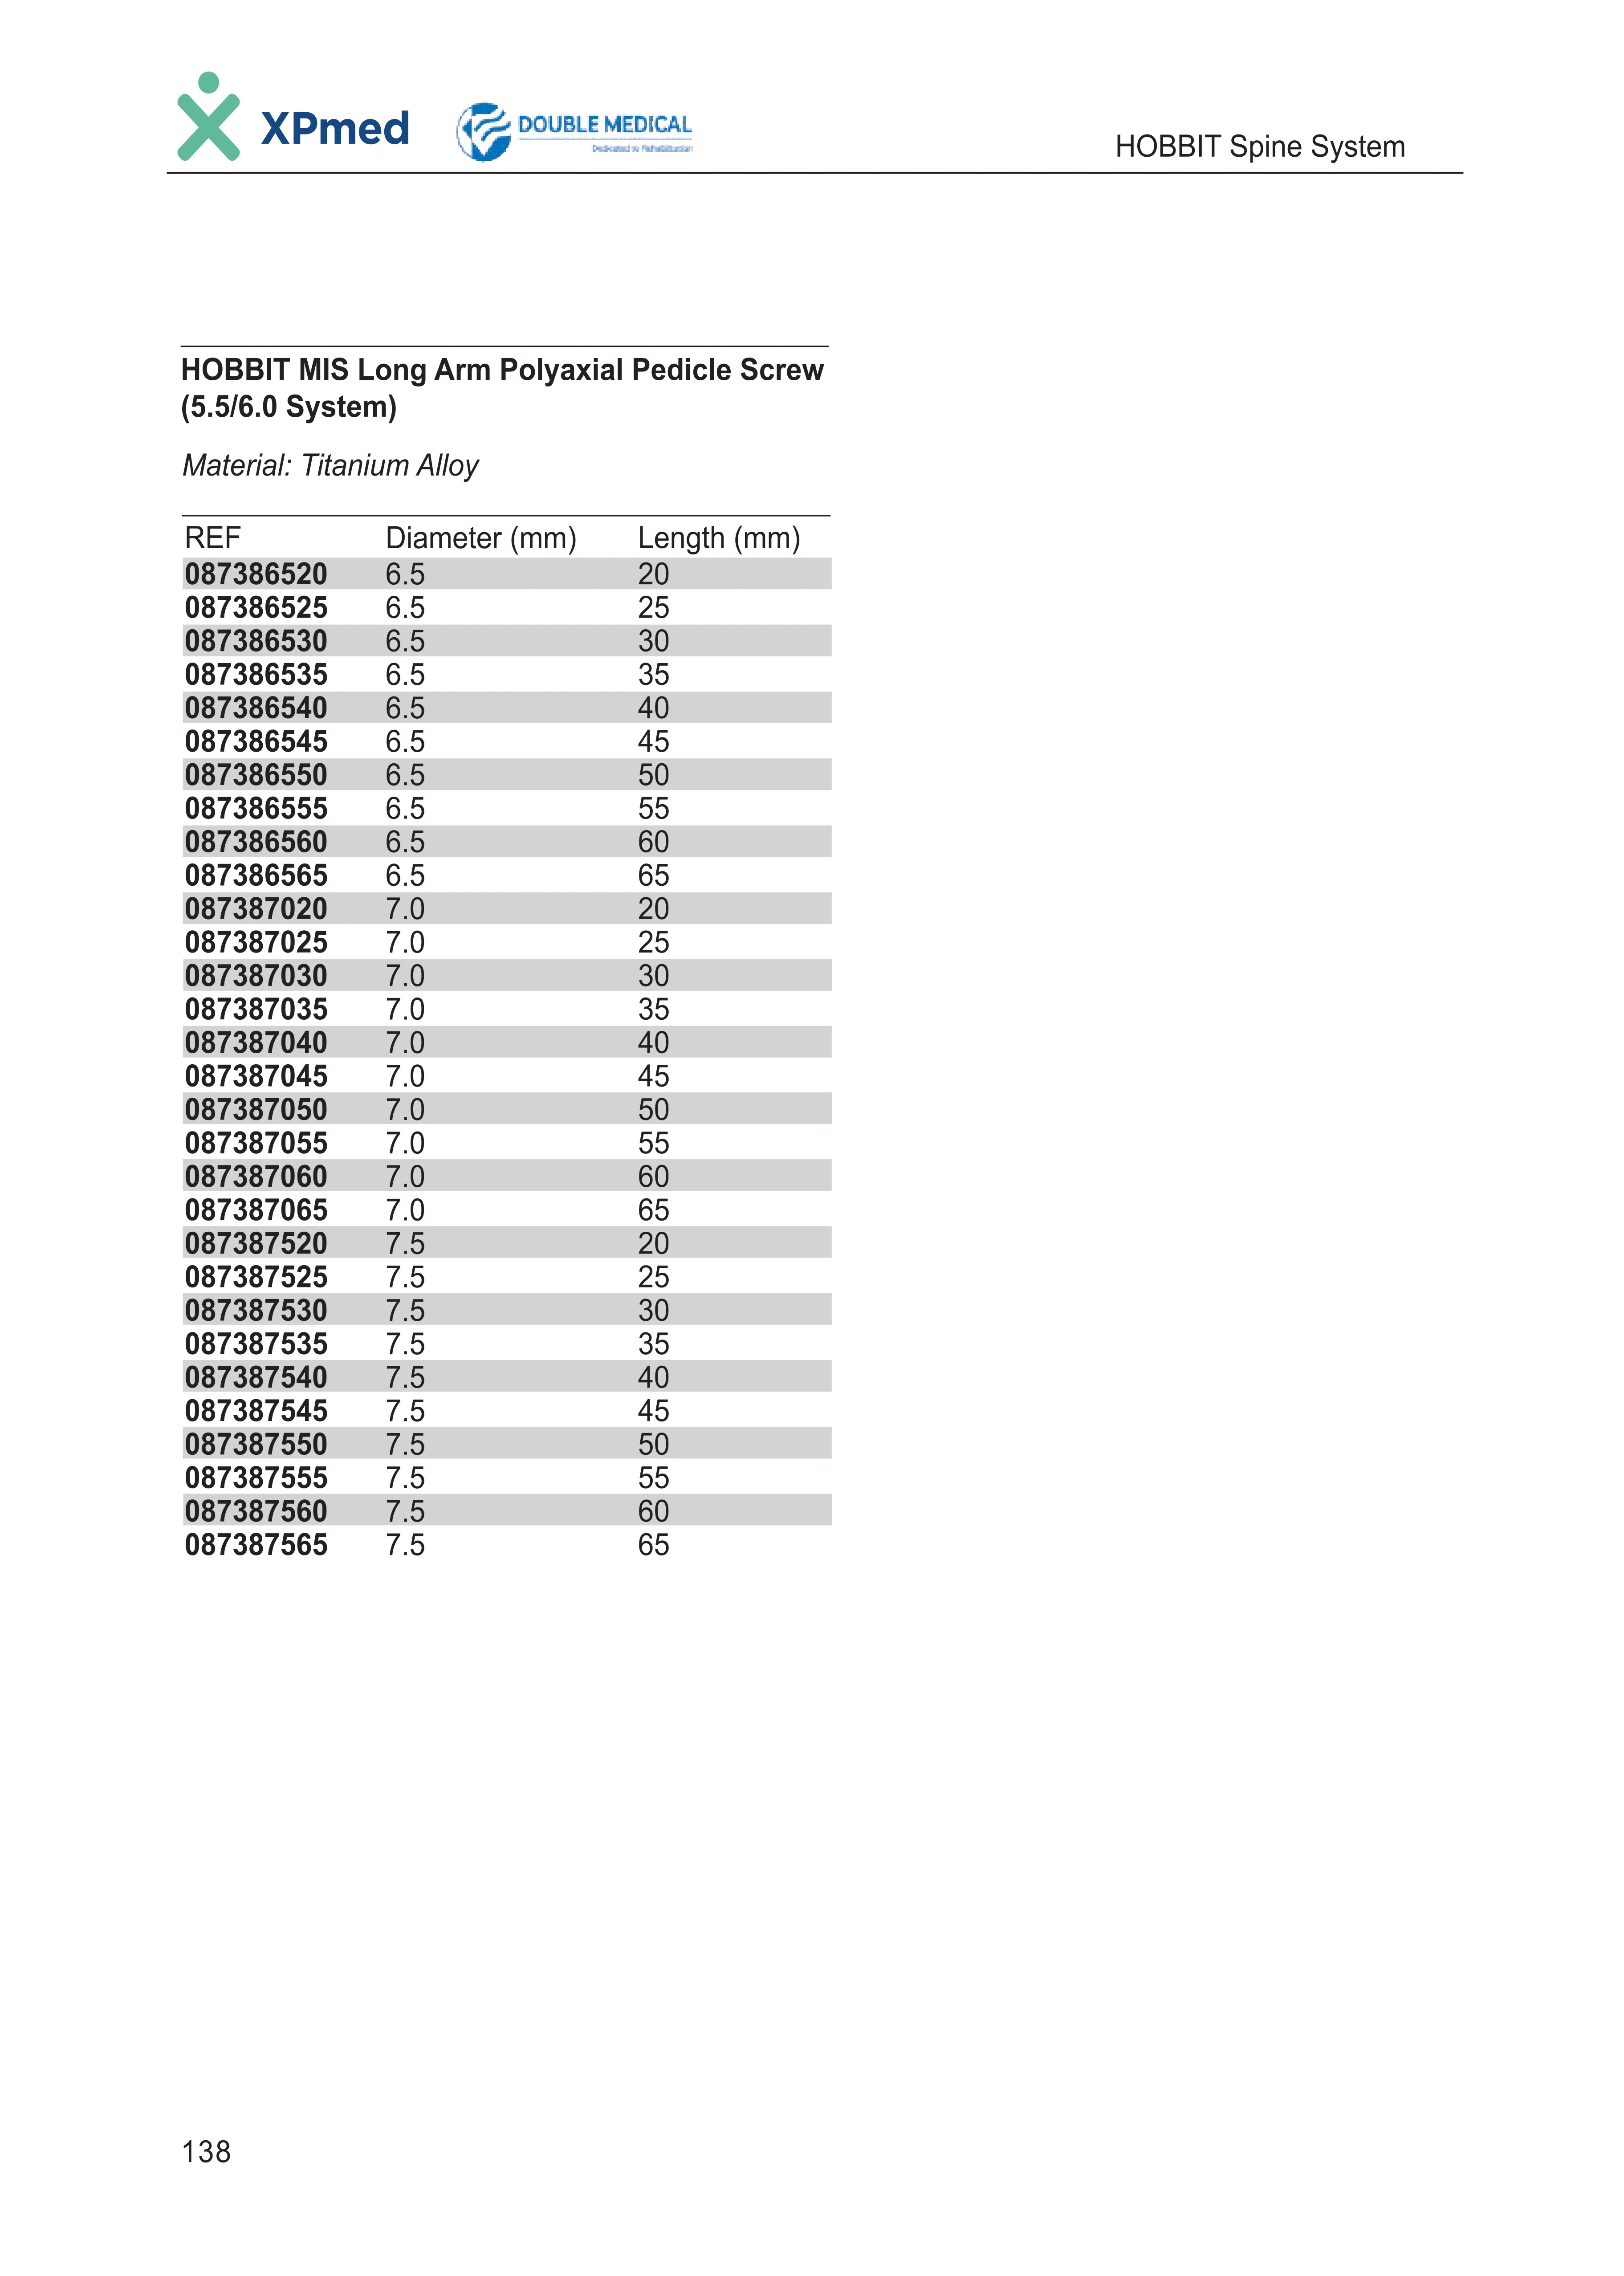 XPmed
DOUBLE MEDICAL
Dedicated to Rehabilitation
HOBBIT Spine System
HOBBIT MIS Long Arm Polyaxial Pedicle Screw
(5.5/6.0 System)
Material: Titanium Alloy
REF Diameter (mm) Length (mm)
087386520 6.5 20
087386525 6.5 25
087386530 6.5 30
087386535 6.5 35
087386540 6.5 40
087386545 6.5 45
087386550 6.5 50
087386555 6.5 55
087386560 6.5 60
087386565 6.5 65
087387020 7.0 20
087387025 7.0 25
087387030 7.0 30
087387035 7.0 35
087387040 7.0 40
087387045 7.0 45
087387050 7.0 50
087387055 7.0 55
087387060 7.0 60
087387065 7.0 65
087387520 7.5 20
087387525 7.5 25
087387530 7.5 30
087387535 7.5 35
087387540 7.5 40
087387545 7.5 45
087387550 7.5 50
087387555 7.5 55
087387560 7.5 60
087387565 7.5 65
138